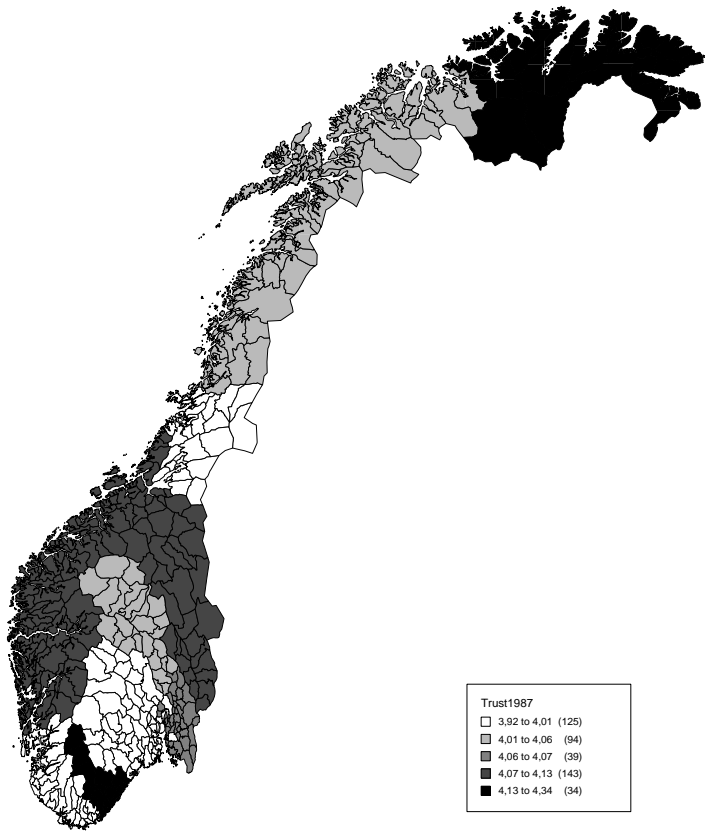 Trust1987
3,92 to 4,01 (125)
4,01 to 4,06 (94)
4,06 to 4,07 (39)
4,07 to 4,13 (143)
4,13 to 4,34 (34)